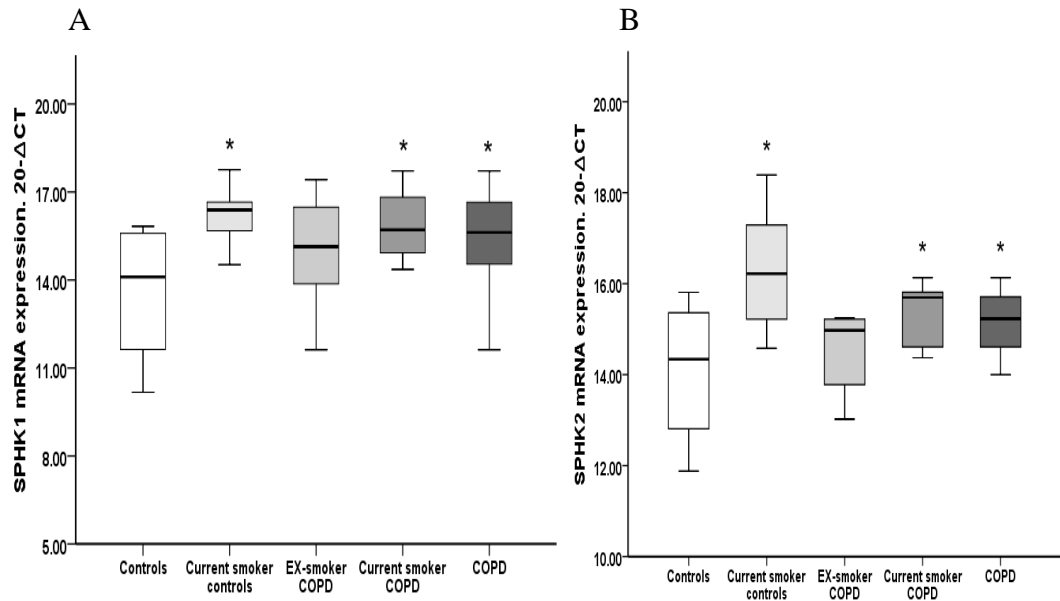 A
SPHK1 mRNA expression. 20-ΔCT
20.00
17.00
14.00
11.00
8.00
5.00
*
*
*
Controls
Current smoker
controls
EX-smoker
COPD
Current smoker
COPD
COPD
B
SPHK2 mRNA expression. 20-ΔCT
20.00
18.00
16.00
14.00
12.00
10.00
*
*
*
Controls
Current smoker
controls
EX-smoker
COPD
Current smoker
COPD
COPD